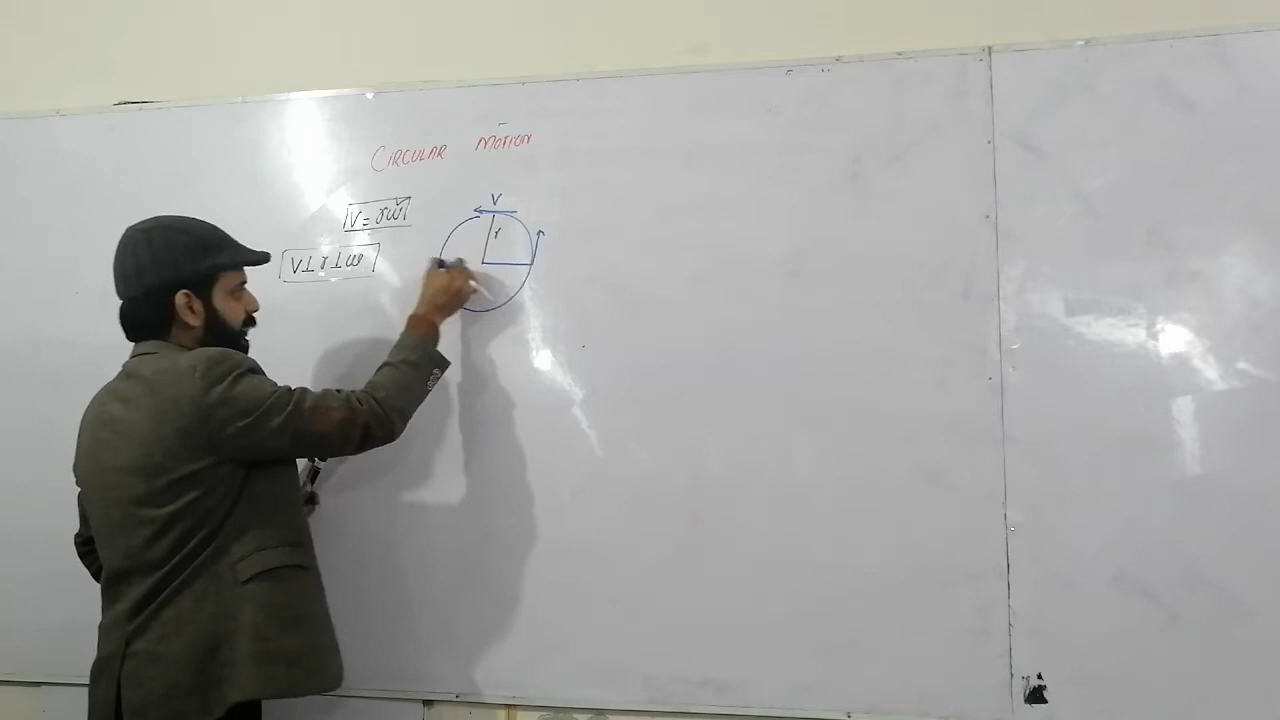 CIRCULAR MOTION
V = rω
V⊥r⊥ω
V
r